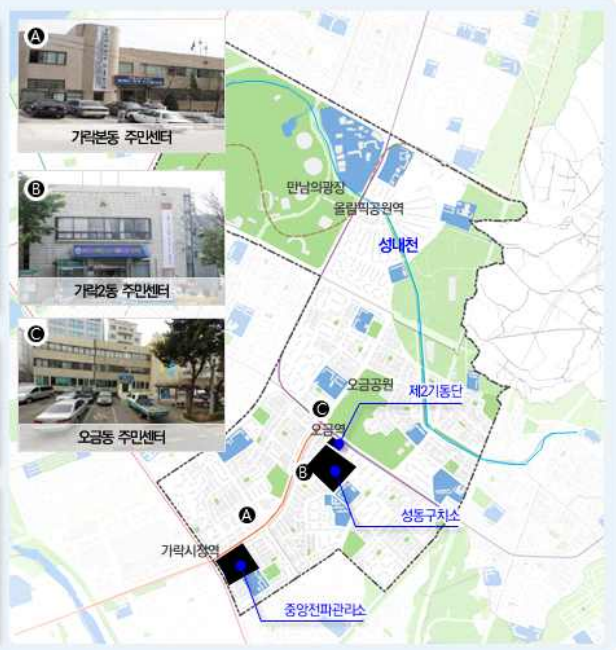 A
가락본동 주민센터
B
가락2동 주민센터
C
오금동 주민센터
만남의광장
올림픽공원역
성내천
오금공원
제2기동단
C
오금역
B
성동구치소
A
가락시장역
중앙전파관리소